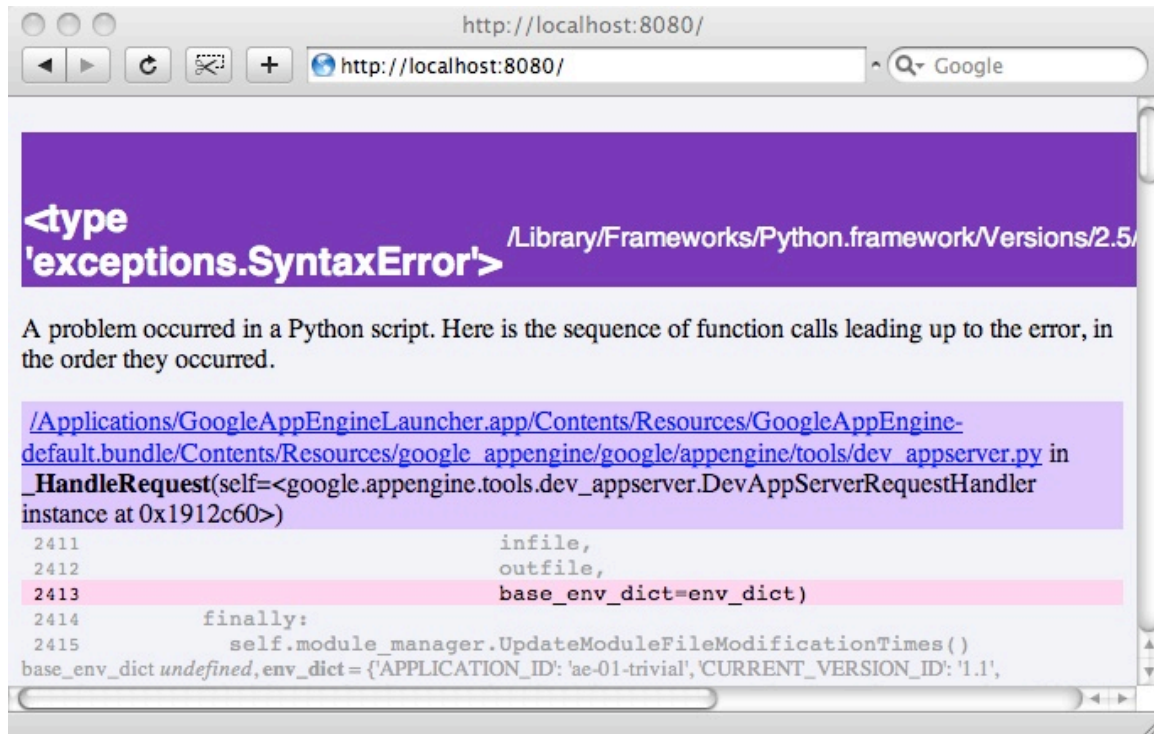 http://localhost:8080/
http://localhost:8080/
Google
<type
'exceptions.SyntaxError'>
/Library/Frameworks/Python.framework/Versions/2.5/
A problem occurred in a Python script. Here is the sequence of function calls leading up to the error, in
the order they occurred.
/Applications/GoogleAppEngineLauncher.app/Contents/Resources/GoogleAppEngine-
default.bundle/Contents/Resources/google_appengine/google/appengine/tools/dev_appserver.py in
_HandleRequest(self=<google.appengine.tools.dev_appserver.DevAppServerRequestHandler
instance at 0x1912c60>)
2411 infile,
2412 outfile,
2413 base_env_dict=env_dict)
2414 finally:
2415 self.module_manager.UpdateModuleFileModificationTimes()
base_env_dict undefined, env_dict = {'APPLICATION_ID': 'ae-01-trivial', 'CURRENT_VERSION_ID': '1.1',